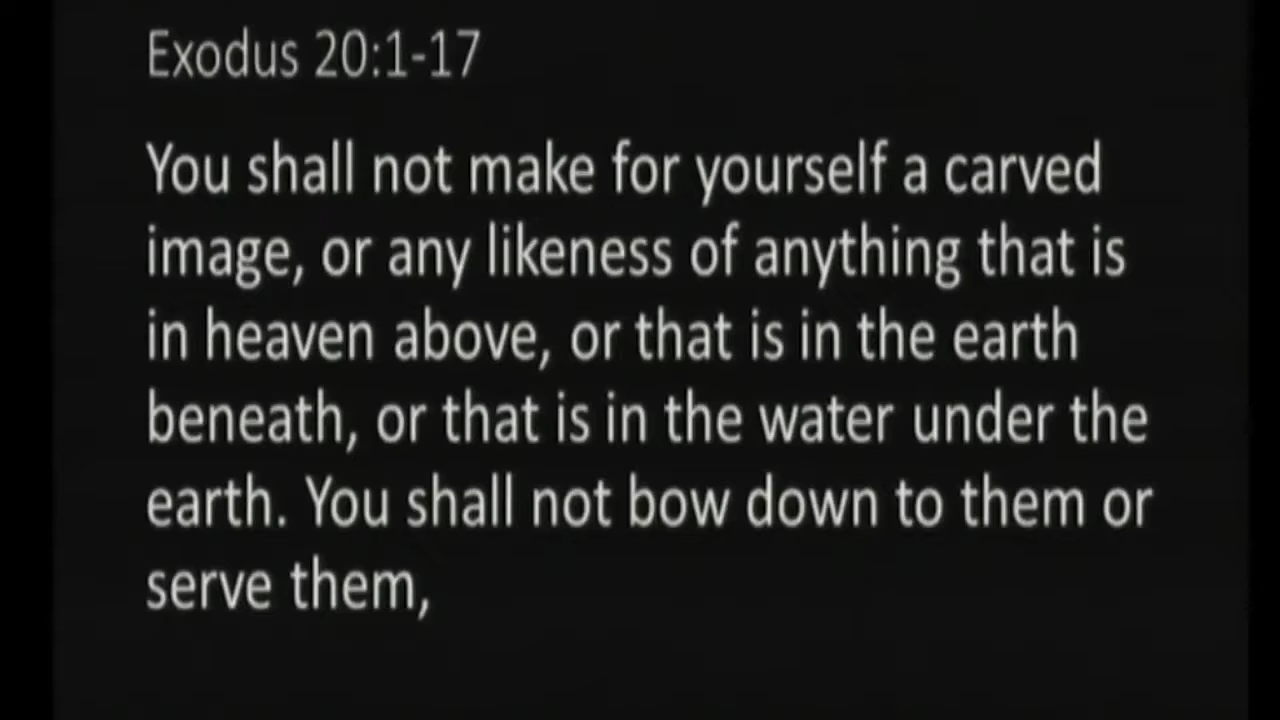 Exodus 20:1-17
You shall not make for yourself a carved
image, or any likeness of anything that is
in heaven above, or that is in the earth
beneath, or that is in the water under the
earth. You shall not bow down to them or
serve them,